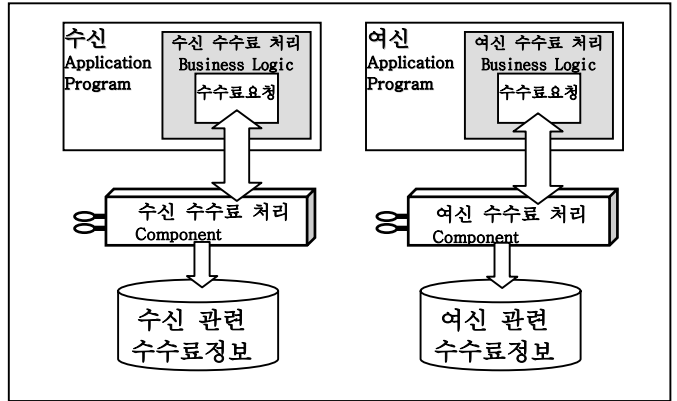 수신
Application
Program
수신 수수료 처리
Business Logic
수수료요청
수신 수수료 처리
Component
수신 관련
수수료정보
여신
Application
Program
여신 수수료 처리
Business Logic
수수료요청
여신 수수료 처리
Component
여신 관련
수수료정보